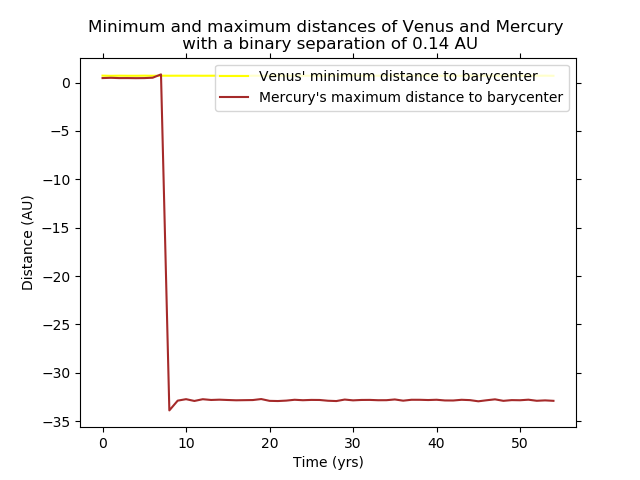 Minimum and maximum distances of Venus and Mercury
with a binary separation of 0.14 AU
Venus' minimum distance to barycenter
Mercury's maximum distance to barycenter
0
−5
−10
−15
−20
−25
−30
−35
Distance (AU)
0 10 20 30 40 50
Time (yrs)